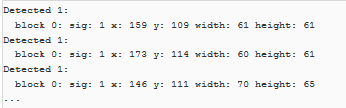 Detected 1:
  block 0: sig: 1 x: 159 y: 109 width: 61 height: 61
Detected 1:
  block 0: sig: 1 x: 173 y: 114 width: 60 height: 61
Detected 1:
  block 0: sig: 1 x: 146 y: 111 width: 70 height: 65
...